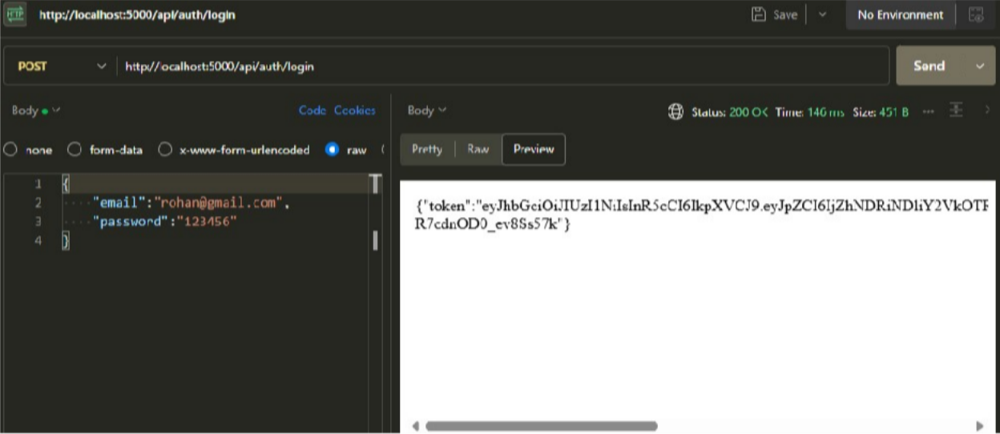 HTTP http://localhost:5000/api/auth/login Save No Environment
POST http://localhost:5000/api/auth/login Send
Body Code Cookies Body Status: 200 OK Time: 146 ms Size: 451 B
none form-data x-www-form-urlencoded raw Pretty Raw Preview
1 {
2 "email":"rohan@gmail.com",
3 "password":"123456"
4 }
{"token":"eyJhbGciOiJIUzI1NiIsInR5cCI6IkpXVCJ9.eyJpZCI6IjZhNDRiNDliY2VkOTF
R7cdnOD0_ev8Ss57k"}